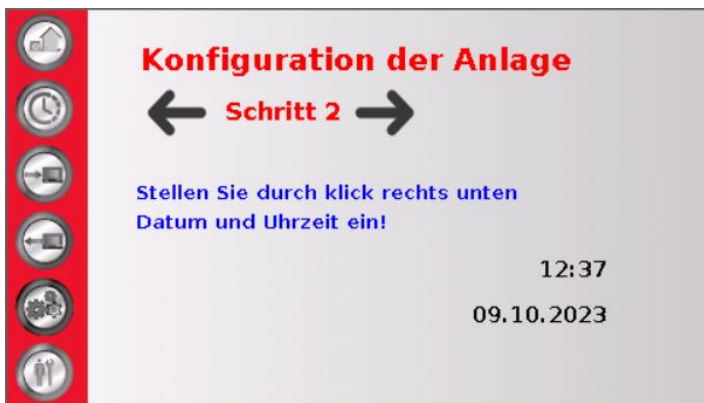 Konfiguration der Anlage
Schritt 2
Stellen Sie durch klick rechts unten
Datum und Uhrzeit ein!
12:37
09.10.2023